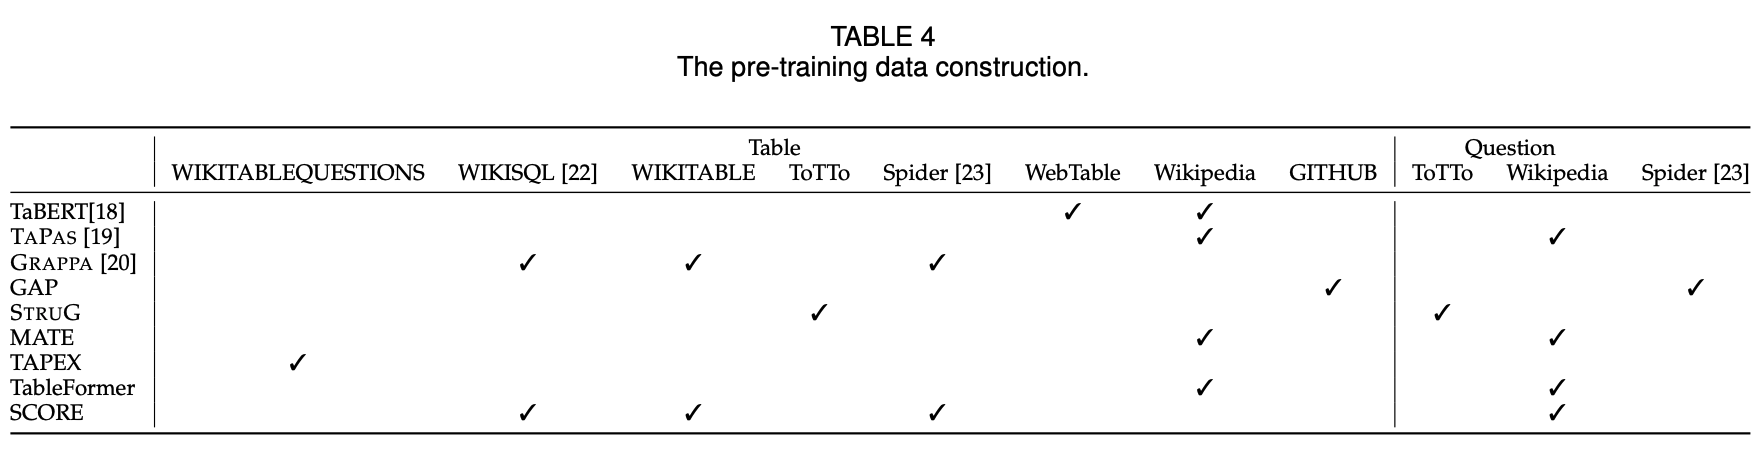 TABLE 4
The pre-training data construction.
Table Question
WIKITABLEQUESTIONS WIKISQL [22] WIKITABLE ToTTo Spider [23] WebTable Wikipedia GITHUB ToTTo Wikipedia Spider [23]
TaBERT[18] ✓ ✓
TAPAS [19] ✓ ✓
GRAPPA [20] ✓ ✓ ✓
GAP ✓ ✓
STRUG ✓ ✓
MATE ✓ ✓
TAPEX ✓
TableFormer ✓ ✓
SCORE ✓ ✓ ✓ ✓